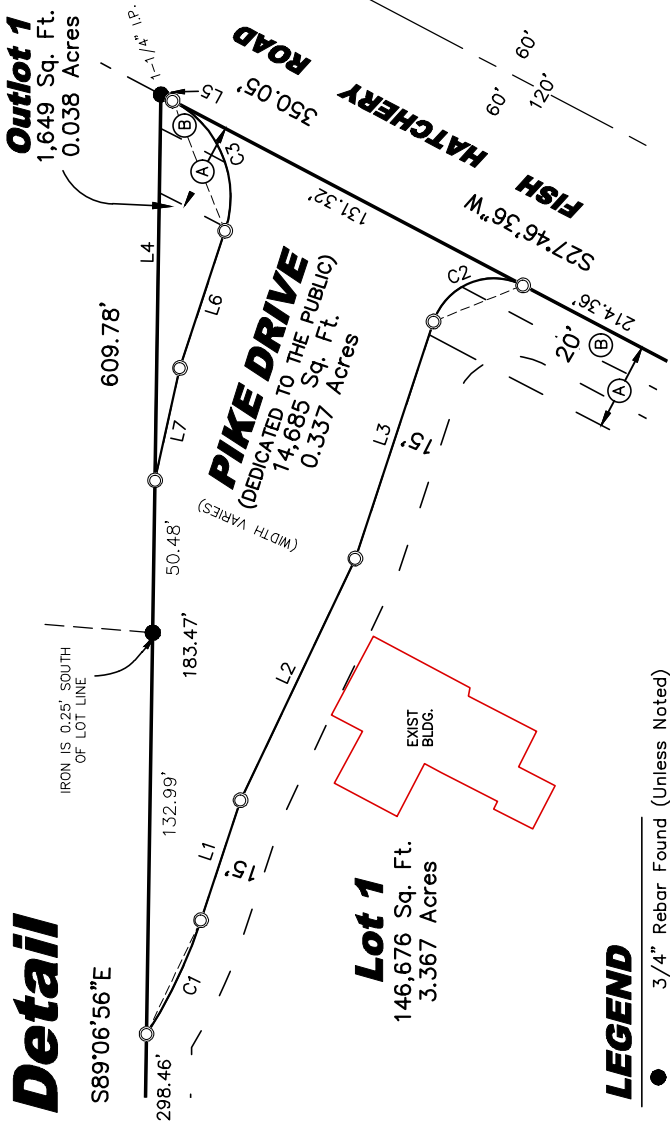 Detail
S89°06'56"E
298.46'
132.99'
IRON IS 0.25' SOUTH
OF LOT LINE
183.47'
50.48'
609.78'
L4
Outlot 1
1,649 Sq. Ft.
0.038 Acres
1-1/4" I.P.
L5
B
A
C3
L6
L7
PIKE DRIVE
(DEDICATED TO THE PUBLIC)
14,685 Sq. Ft.
0.337 Acres
(WIDTH VARIES)
FISH HATCHERY ROAD
350.05'
S27°46'36"W
131.32'
214.36'
60'
60'
120'
C1
L1
15'
L2
L3
15'
C2
20'
B
A
EXIST
BLDG.
Lot 1
146,676 Sq. Ft.
3.367 Acres
LEGEND
3/4" Rebar Found (Unless Noted)